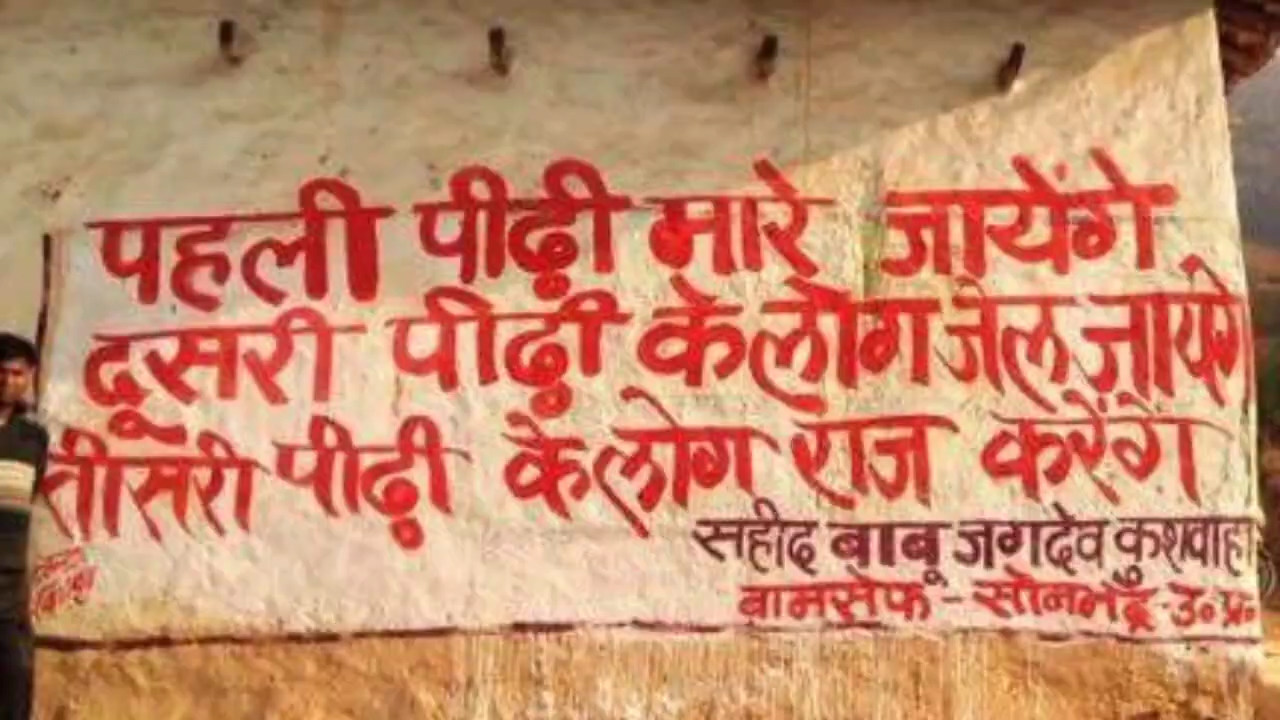 पहली पीढ़ी मारे जायेंगे
दूसरी पीढ़ी के लोग जेल जायेगे
तीसरी पीढ़ी के लोग राज करेंगे
सहीद बाबू जगदेव कुशवाहा
बामसेफ - सोनभद्र - उ० प्र०